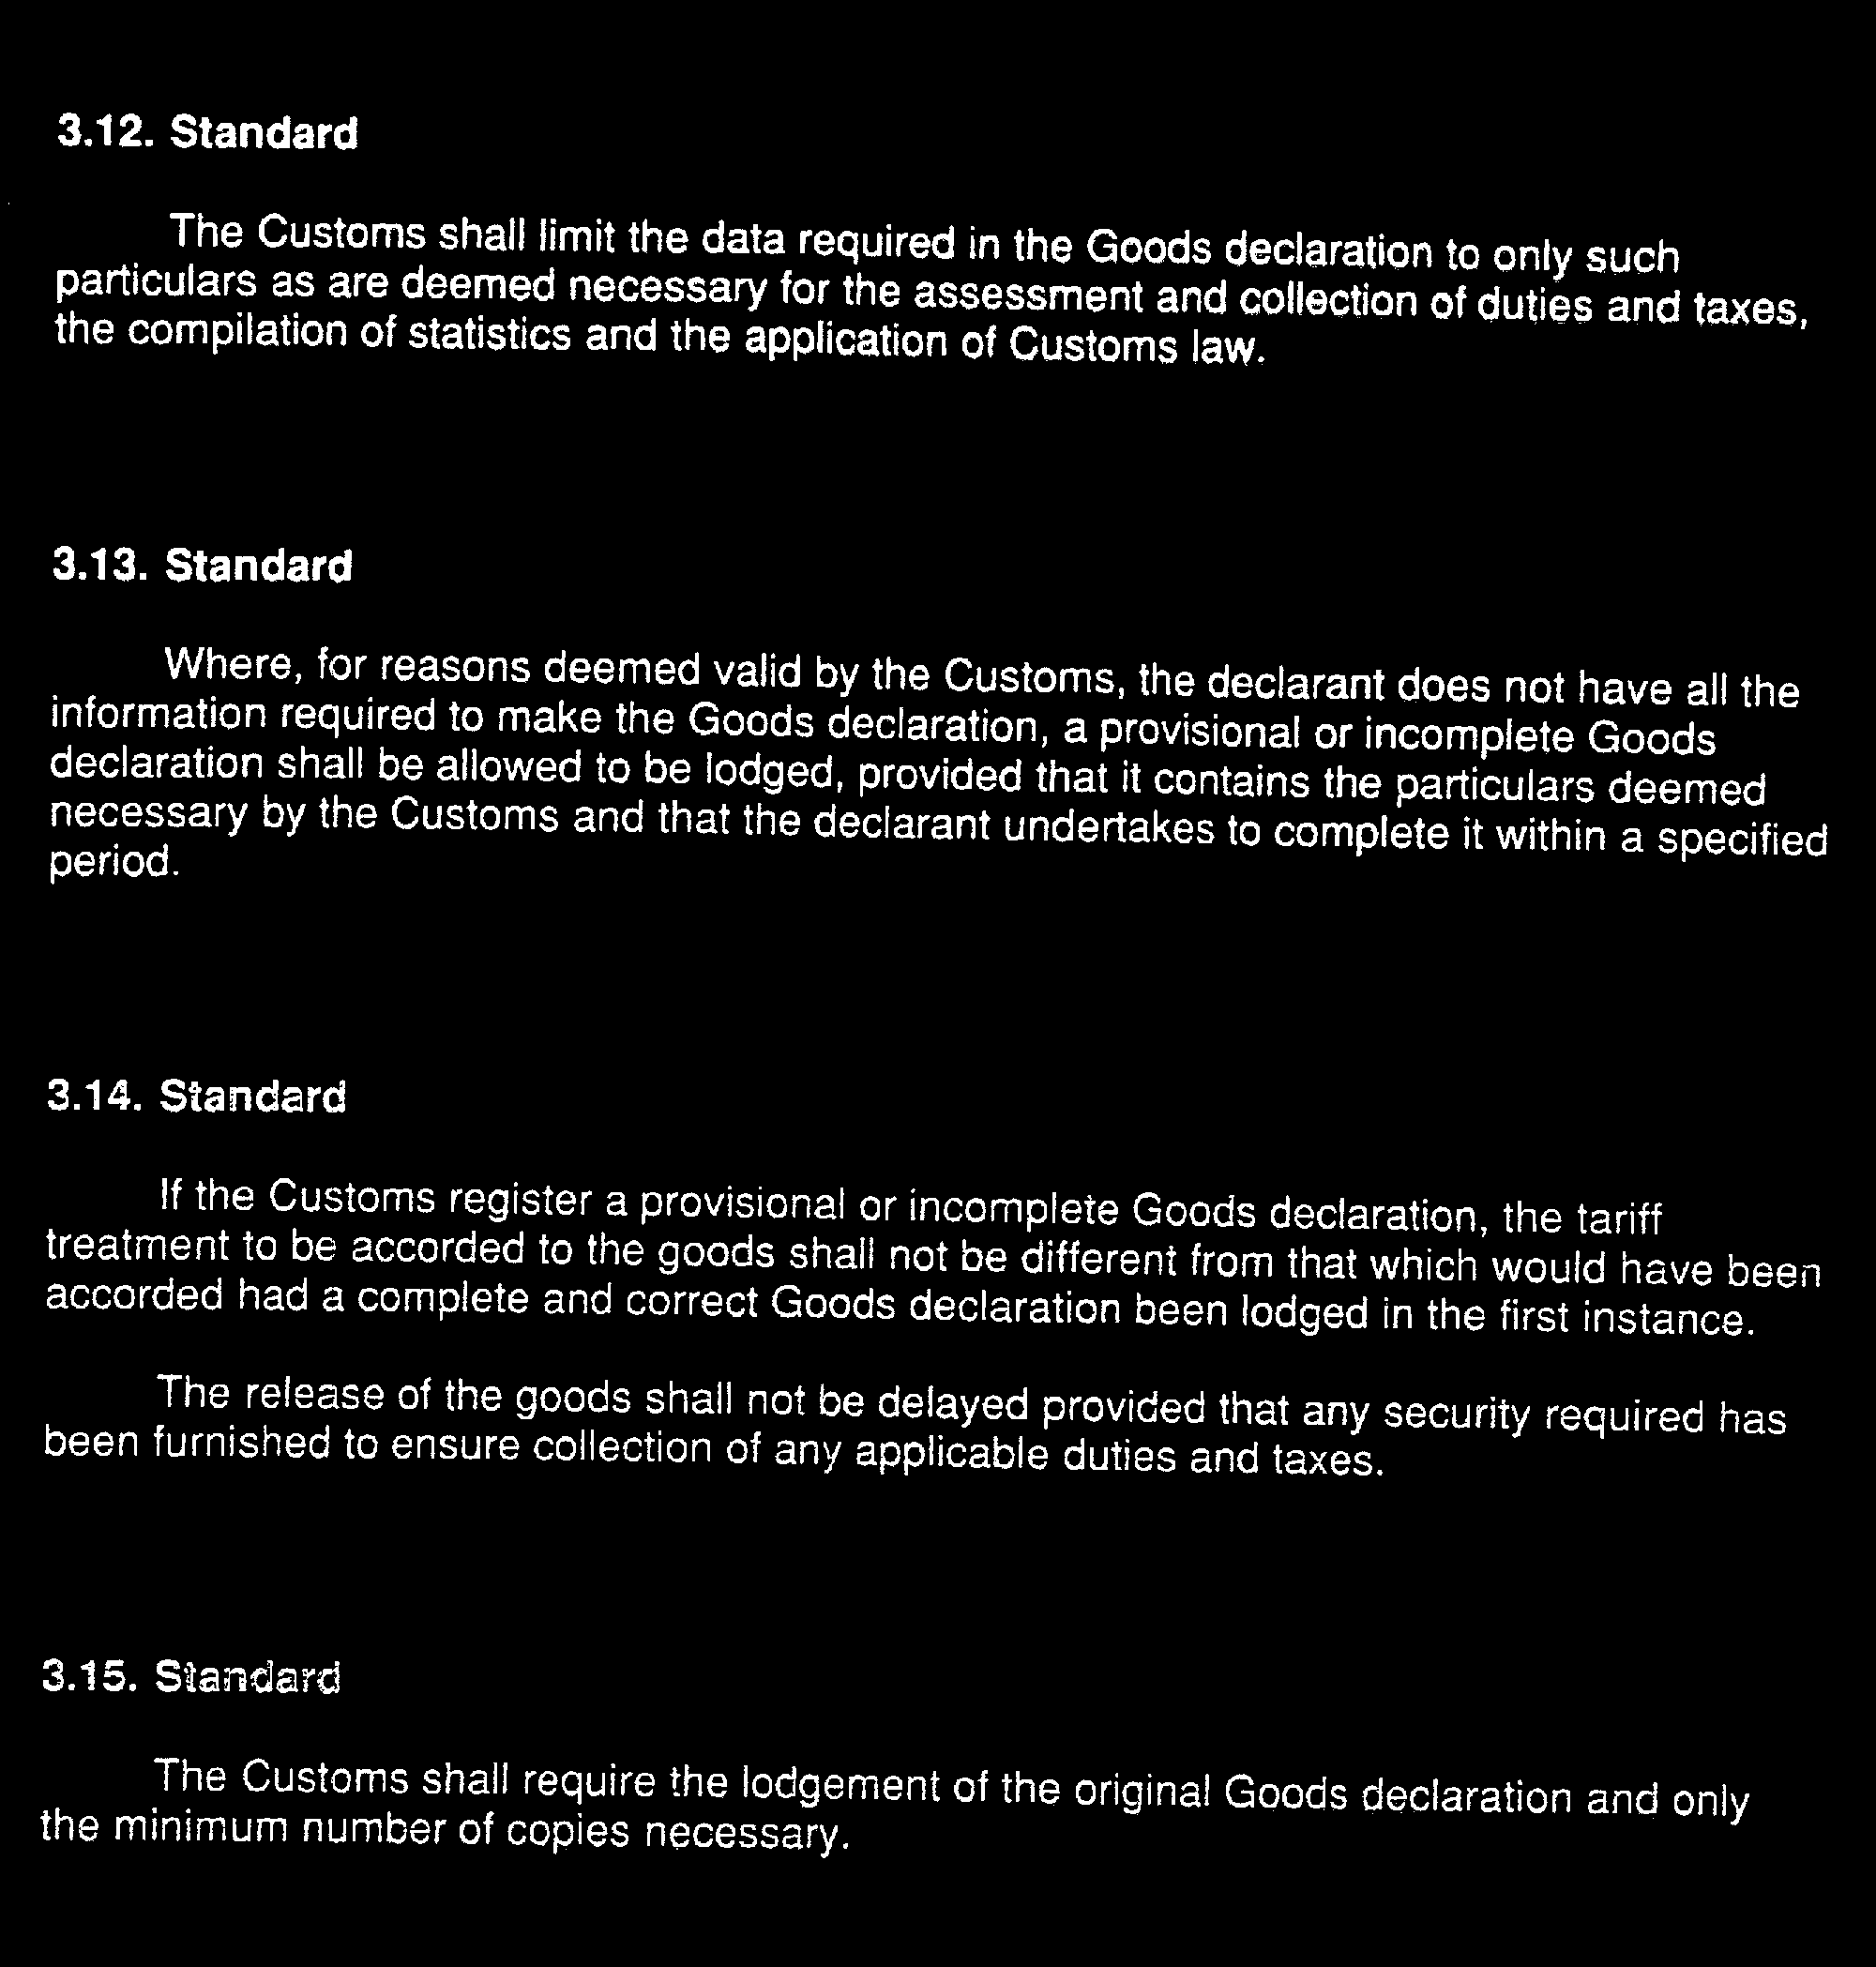 3.12. Standard
The Customs shall limit the data required in the Goods declaration to only such
particulars as are deemed necessary for the assessment and collection of duties and taxes,
the compilation of statistics and the application of Customs law.
3.13. Standard
Where, for reasons deemed valid by the Customs, the declarant does not have all the
information required to make the Goods declaration, a provisional or incomplete Goods
declaration shall be allowed to be lodged, provided that it contains the particulars deemed
necessary by the Customs and that the declarant undertakes to complete it within a specified
period.
3.14. Standard
If the Customs register a provisional or incomplete Goods declaration, the tariff
treatment to be accorded to the goods shall not be different from that which would have been
accorded had a complete and correct Goods declaration been lodged in the first instance.
The release of the goods shall not be delayed provided that any security required has
been furnished to ensure collection of any applicable duties and taxes.
3.15. Standard
The Customs shall require the lodgement of the original Goods declaration and only
the minimum number of copies necessary.